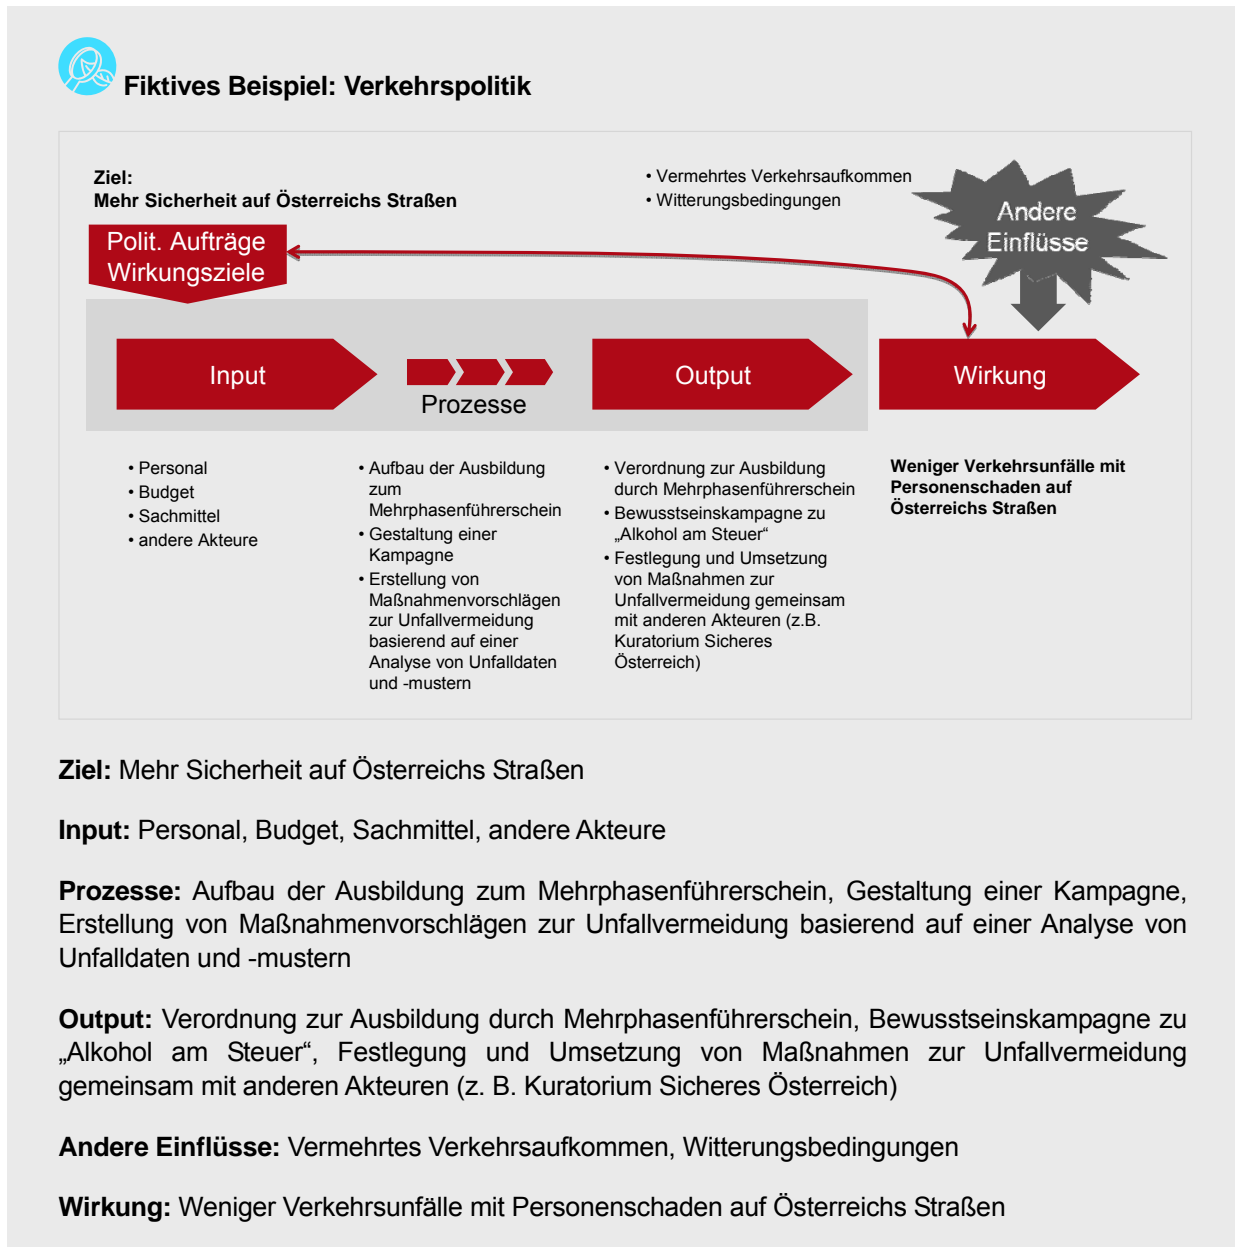 Fiktives Beispiel: Verkehrspolitik
Ziel:
Mehr Sicherheit auf Österreichs Straßen
• Vermehrtes Verkehrsaufkommen
• Witterungsbedingungen
Andere
Einflüsse
Polit. Aufträge
Wirkungsziele
Input
Prozesse
Output
Wirkung
• Personal
• Budget
• Sachmittel
• andere Akteure
• Aufbau der Ausbildung
zum
Mehrphasenführerschein
• Gestaltung einer
Kampagne
• Erstellung von
Maßnahmenvorschlägen
zur Unfallvermeidung
basierend auf einer
Analyse von Unfalldaten
und -mustern
• Verordnung zur Ausbildung
durch Mehrphasenführerschein
• Bewusstseinskampagne zu
„Alkohol am Steuer“
• Festlegung und Umsetzung
von Maßnahmen zur
Unfallvermeidung gemeinsam
mit anderen Akteuren (z.B.
Kuratorium Sicheres
Österreich)
Weniger Verkehrsunfälle mit
Personenschaden auf
Österreichs Straßen
Ziel: Mehr Sicherheit auf Österreichs Straßen
Input: Personal, Budget, Sachmittel, andere Akteure
Prozesse: Aufbau der Ausbildung zum Mehrphasenführerschein, Gestaltung einer Kampagne,
Erstellung von Maßnahmenvorschlägen zur Unfallvermeidung basierend auf einer Analyse von
Unfalldaten und -mustern
Output: Verordnung zur Ausbildung durch Mehrphasenführerschein, Bewusstseinskampagne zu
„Alkohol am Steuer“, Festlegung und Umsetzung von Maßnahmen zur Unfallvermeidung
gemeinsam mit anderen Akteuren (z. B. Kuratorium Sicheres Österreich)
Andere Einflüsse: Vermehrtes Verkehrsaufkommen, Witterungsbedingungen
Wirkung: Weniger Verkehrsunfälle mit Personenschaden auf Österreichs Straßen